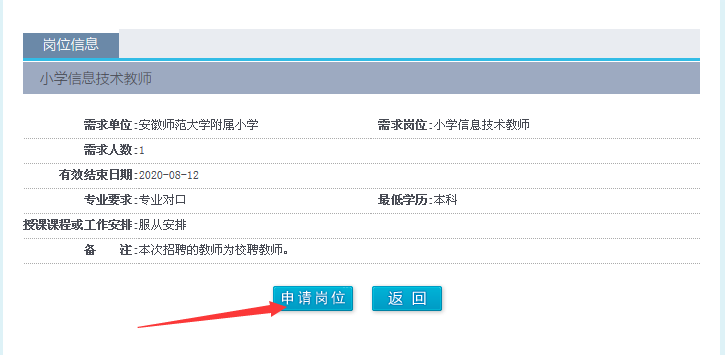 岗位信息
小学信息技术教师
需求单位:安徽师范大学附属小学 需求岗位:小学信息技术教师
需求人数:1
有效结束日期:2020-08-12
专业要求:专业对口 最低学历:本科
授课课程或工作安排:服从安排
备 注:本次招聘的教师为校聘教师。
申请岗位 返 回